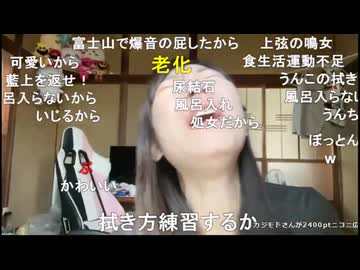 富士山で爆音の屁したから
上弦の鳴女
可愛いから
老化
食生活運動不足
藍上を返せ！
尿結石
うんこの拭き
呂入らないから
風呂入れ
風呂入らない
いじるから
処女だから
うんち
ぽっとん
w
かわいい
拭き方練習するか
カジモドさんが2400ptニコニ広